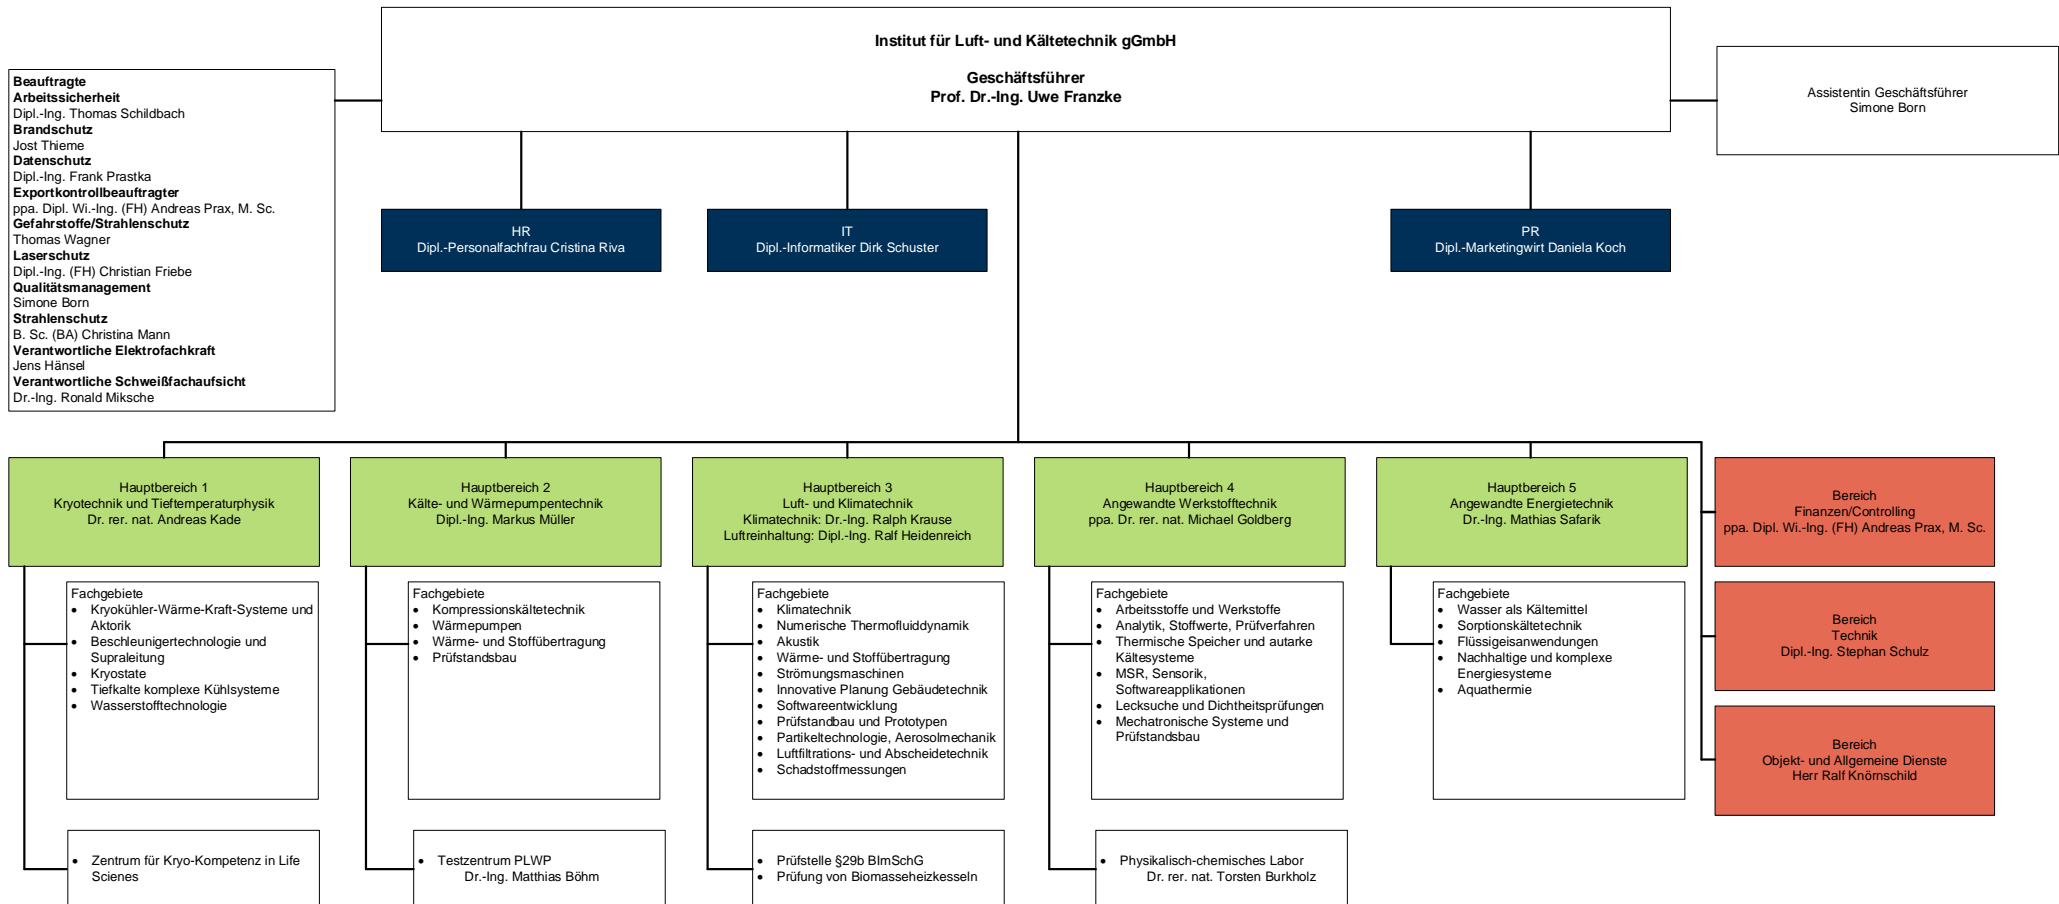 Institut für Luft- und Kältetechnik gGmbH
Geschäftsführer
Prof. Dr.-Ing. Uwe Franzke
Beauftragte
Arbeitssicherheit
Dipl.-Ing. Thomas Schildbach
Brandschutz
Jost Thieme
Datenschutz
Dipl.-Ing. Frank Prastka
Exportkontrollbeauftragter
ppa. Dipl. Wi.-Ing. (FH) Andreas Prax, M. Sc.
Gefahrstoffe/Strahlenschutz
Thomas Wagner
Laserschutz
Dipl.-Ing. (FH) Christian Friebe
Qualitätsmanagement
Simone Born
Strahlenschutz
B. Sc. (BA) Christina Mann
Verantwortliche Elektrofachkraft
Jens Hänsel
Verantwortliche Schweißfachaufsicht
Dr.-Ing. Ronald Miksche
Assistentin Geschäftsführer
Simone Born
HR
Dipl.-Personalfachfrau Cristina Riva
IT
Dipl.-Informatiker Dirk Schuster
PR
Dipl.-Marketingwirt Daniela Koch
Hauptbereich 1
Kryotechnik und Tieftemperaturphysik
Dr. rer. nat. Andreas Kade
Fachgebiete
• Kryokühler-Wärme-Kraft-Systeme und
Aktorik
• Beschleunigertechnologie und
Supraleitung
• Kryostate
• Tiefkalte komplexe Kühlsysteme
• Wasserstofftechnologie
• Zentrum für Kryo-Kompetenz in Life
Scienes
Hauptbereich 2
Kälte- und Wärmepumpentechnik
Dipl.-Ing. Markus Müller
Fachgebiete
• Kompressionskältetechnik
• Wärmepumpen
• Wärme- und Stoffübertragung
• Prüfstandsbau
• Testzentrum PLWP
Dr.-Ing. Matthias Böhm
Hauptbereich 3
Luft- und Klimatechnik
Klimatechnik: Dr.-Ing. Ralph Krause
Luftreinhaltung: Dipl.-Ing. Ralf Heidenreich
Fachgebiete
• Klimatechnik
• Numerische Thermofluiddynamik
• Akustik
• Wärme- und Stoffübertragung
• Strömungsmaschinen
• Innovative Planung Gebäudetechnik
• Softwareentwicklung
• Prüfstandbau und Prototypen
• Partikeltechnologie, Aerosolmechanik
• Luftfiltrations- und Abscheidetechnik
• Schadstoffmessungen
• Prüfstelle §29b BImSchG
• Prüfung von Biomasseheizkesseln
Hauptbereich 4
Angewandte Werkstofftechnik
ppa. Dr. rer. nat. Michael Goldberg
Fachgebiete
• Arbeitsstoffe und Werkstoffe
• Analytik, Stoffwerte, Prüfverfahren
• Thermische Speicher und autarke
Kältesysteme
• MSR, Sensorik,
Softwareapplikationen
• Lecksuche und Dichtheitsprüfungen
• Mechatronische Systeme und
Prüfstandsbau
• Physikalisch-chemisches Labor
Dr. rer. nat. Torsten Burkholz
Hauptbereich 5
Angewandte Energietechnik
Dr.-Ing. Mathias Safarik
Fachgebiete
• Wasser als Kältemittel
• Sorptionskältetechnik
• Flüssigeisanwendungen
• Nachhaltige und komplexe
Energiesysteme
• Aquathermie
Bereich
Finanzen/Controlling
ppa. Dipl. Wi.-Ing. (FH) Andreas Prax, M. Sc.
Bereich
Technik
Dipl.-Ing. Stephan Schulz
Bereich
Objekt- und Allgemeine Dienste
Herr Ralf Knörnschild